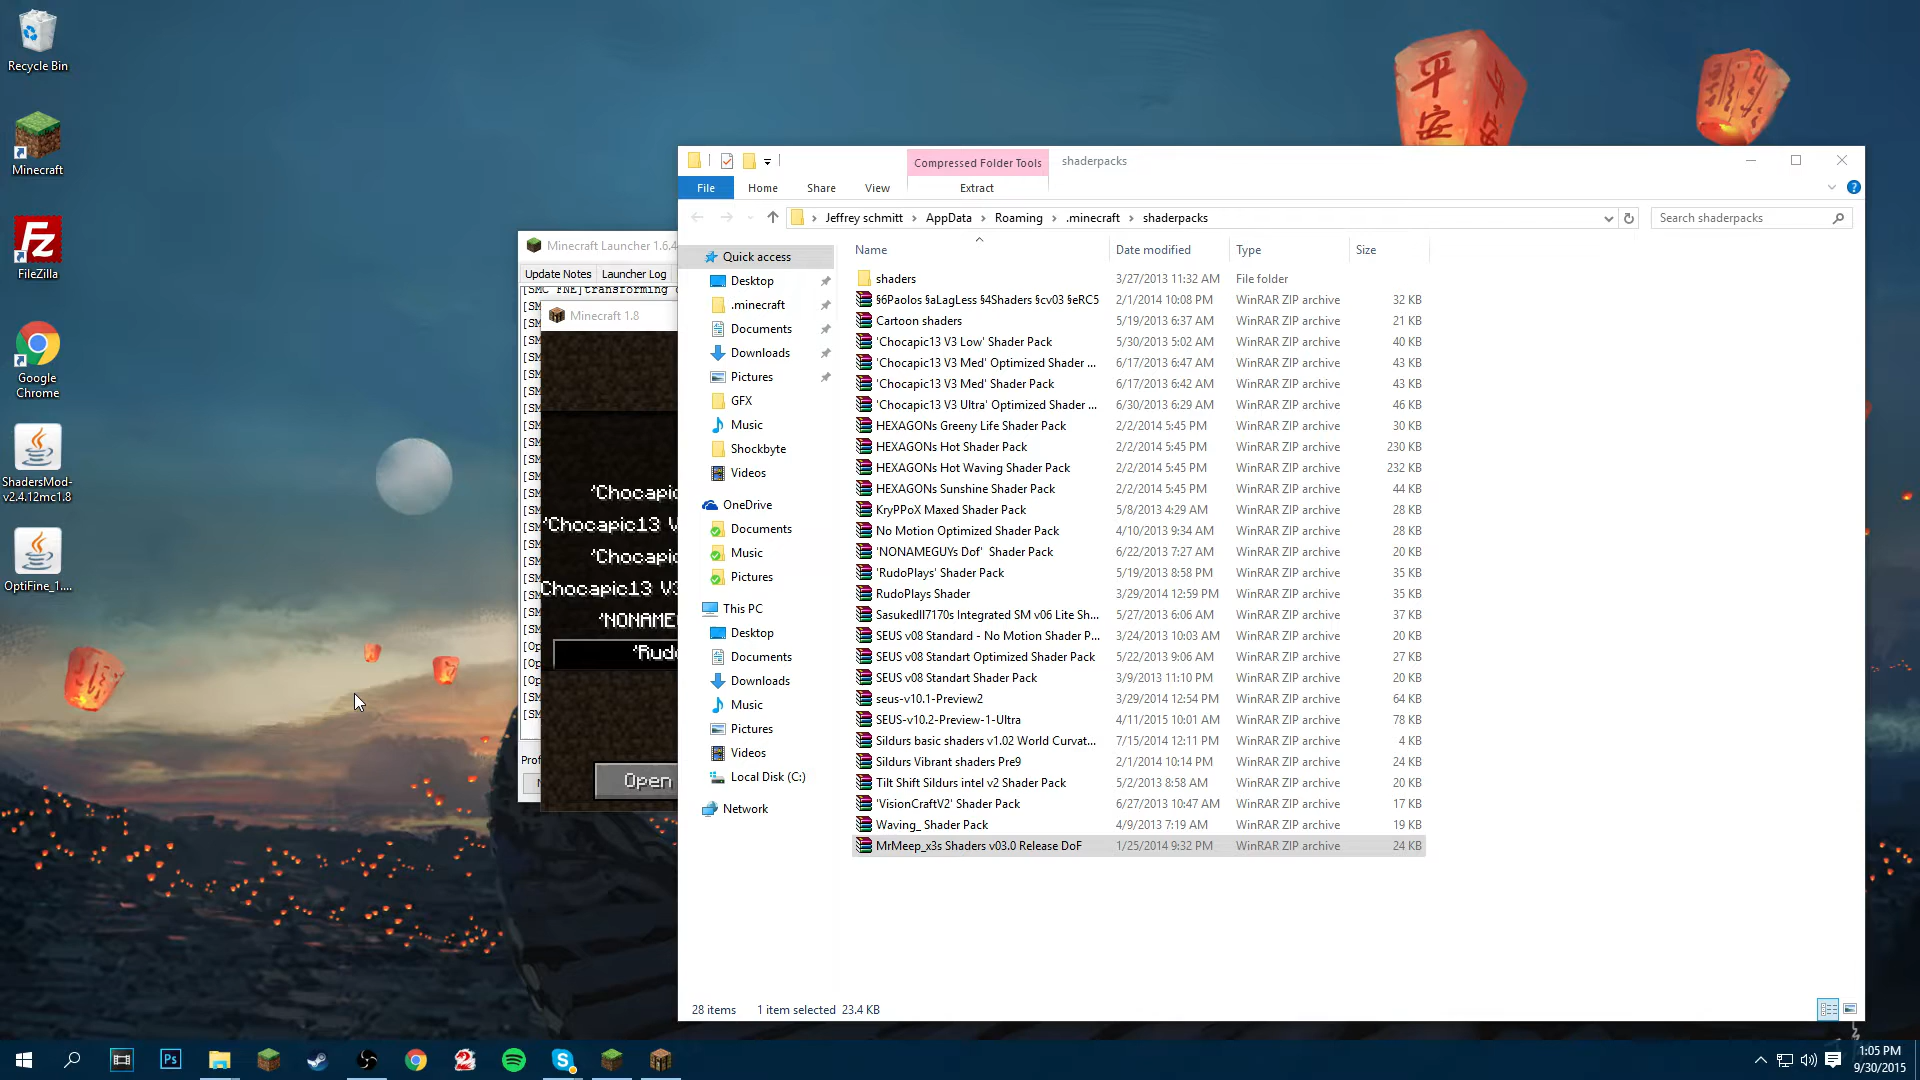 Recycle Bin
Minecraft
FileZilla
Google
Chrome
ShadersMod-
v2.4.12mc1.8
OptiFine_1....
平
安
Minecraft Launcher 1.6.4
Update Notes
Launcher Log
Minecraft 1.8
'Chocapic
'Chocapic13 V
'Chocapic
Chocapic13 V3
'NONAME
'Rud
Open
Compressed Folder Tools
shaderpacks
File
Home
Share
View
Extract
Jeffrey schmitt
AppData
Roaming
.minecraft
shaderpacks
Search shaderpacks
Quick access
Desktop
.minecraft
Documents
Downloads
Pictures
GFX
Music
Shockbyte
Videos
OneDrive
Documents
Music
Pictures
This PC
Desktop
Documents
Downloads
Music
Pictures
Videos
Local Disk (C:)
Network
Name Date modified Type Size
shaders 3/27/2013 11:32 AM File folder
§6Paolos §aLagLess §4Shaders §cv03 §eRC5 2/1/2014 10:08 PM WinRAR ZIP archive 32 KB
Cartoon shaders 5/19/2013 6:37 AM WinRAR ZIP archive 21 KB
'Chocapic13 V3 Low' Shader Pack 5/30/2013 5:02 AM WinRAR ZIP archive 40 KB
'Chocapic13 V3 Med' Optimized Shader ... 6/17/2013 6:47 AM WinRAR ZIP archive 43 KB
'Chocapic13 V3 Med' Shader Pack 6/17/2013 6:42 AM WinRAR ZIP archive 43 KB
'Chocapic13 V3 Ultra' Optimized Shader ... 6/30/2013 6:29 AM WinRAR ZIP archive 46 KB
HEXAGONs Greeny Life Shader Pack 2/2/2014 5:45 PM WinRAR ZIP archive 30 KB
HEXAGONs Hot Shader Pack 2/2/2014 5:45 PM WinRAR ZIP archive 230 KB
HEXAGONs Hot Waving Shader Pack 2/2/2014 5:45 PM WinRAR ZIP archive 232 KB
HEXAGONs Sunshine Shader Pack 2/2/2014 5:45 PM WinRAR ZIP archive 44 KB
KryPPoX Maxed Shader Pack 5/8/2013 4:29 AM WinRAR ZIP archive 28 KB
No Motion Optimized Shader Pack 4/10/2013 9:34 AM WinRAR ZIP archive 28 KB
'NONAMEGUYs Dof' Shader Pack 6/22/2013 7:27 AM WinRAR ZIP archive 20 KB
'RudoPlays' Shader Pack 5/19/2013 8:58 PM WinRAR ZIP archive 35 KB
RudoPlays Shader 3/29/2014 12:59 PM WinRAR ZIP archive 35 KB
SasukedII7170s Integrated SM v06 Lite Sh... 5/27/2013 6:06 AM WinRAR ZIP archive 37 KB
SEUS v08 Standard - No Motion Shader P... 3/24/2013 10:03 AM WinRAR ZIP archive 20 KB
SEUS v08 Standart Optimized Shader Pack 5/22/2013 9:06 AM WinRAR ZIP archive 27 KB
SEUS v08 Standart Shader Pack 3/9/2013 11:10 PM WinRAR ZIP archive 20 KB
seus-v10.1-Preview2 3/29/2014 12:54 PM WinRAR ZIP archive 64 KB
SEUS-v10.2-Preview-1-Ultra 4/11/2015 10:01 AM WinRAR ZIP archive 78 KB
Sildurs basic shaders v1.02 World Curvat... 7/15/2014 12:11 PM WinRAR ZIP archive 4 KB
Sildurs Vibrant shaders Pre9 2/1/2014 10:14 PM WinRAR ZIP archive 24 KB
Tilt Shift Sildurs intel v2 Shader Pack 5/2/2013 8:58 AM WinRAR ZIP archive 20 KB
'VisionCraftV2' Shader Pack 6/27/2013 10:47 AM WinRAR ZIP archive 17 KB
Waving_ Shader Pack 4/9/2013 7:19 AM WinRAR ZIP archive 19 KB
MrMeep_x3s Shaders v03.0 Release DoF 1/25/2014 9:32 PM WinRAR ZIP archive 24 KB
28 items 1 item selected 23.4 KB
1:05 PM
9/30/2015